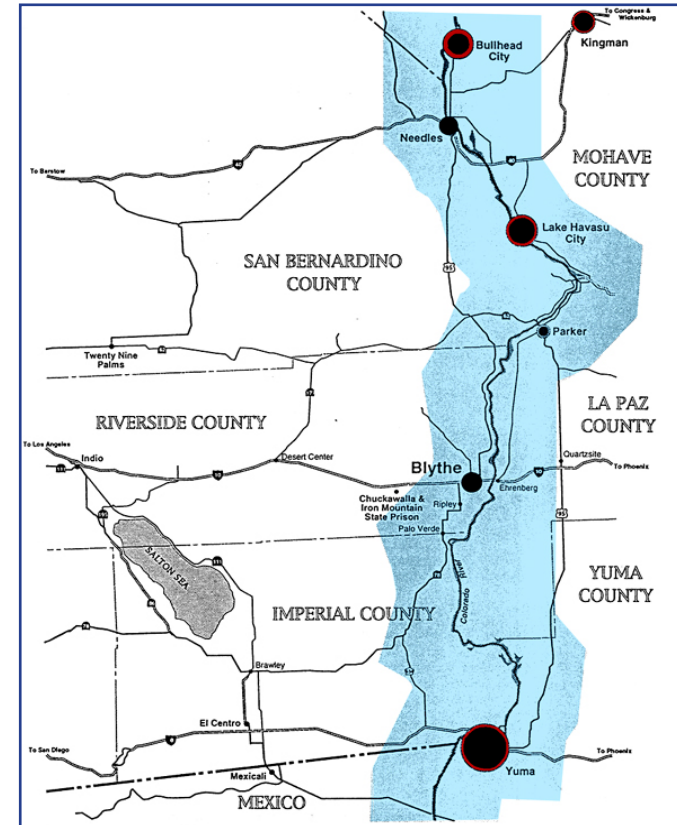 To Congress &
Wickenburg
Bullhead
City
Kingman
Needles
To Barstow
MOHAVE
COUNTY
Lake Havasu
City
SAN BERNARDINO
COUNTY
95
Parker
Twenty Nine
Palms
LA PAZ
COUNTY
RIVERSIDE COUNTY
To Los Angeles
Indio
Desert Center
Blythe
Quartzsite
To Phoenix
Ehrenberg
Chuckawalla &
Iron Mountain
State Prison
Ripley
95
Palo Verde
SALTON SEA
YUMA
COUNTY
Colorado River
IMPERIAL COUNTY
Brawley
El Centro
To San Diego
To Phoenix
Mexicali
Yuma
MEXICO